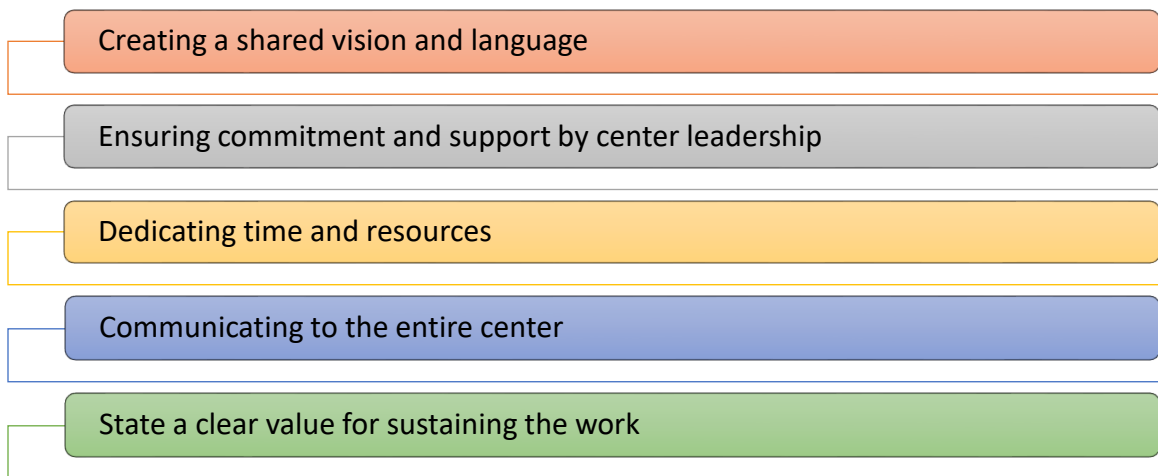 Creating a shared vision and language
Ensuring commitment and support by center leadership
Dedicating time and resources
Communicating to the entire center
State a clear value for sustaining the work